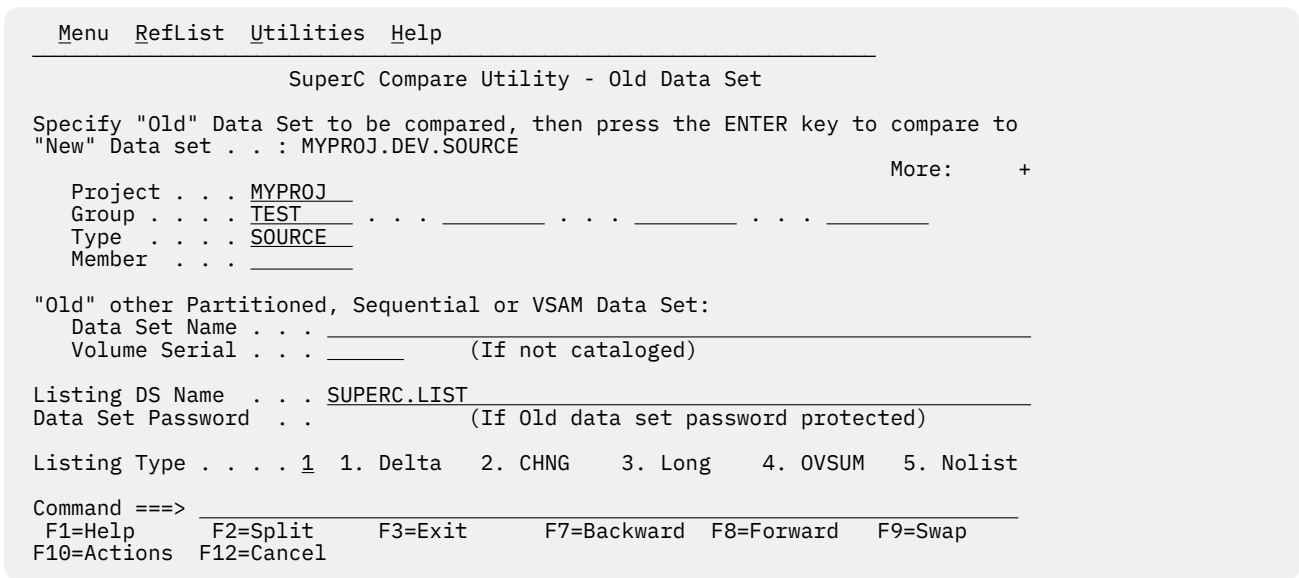 Menu RefList Utilities Help
SuperC Compare Utility - Old Data Set
Specify "Old" Data Set to be compared, then press the ENTER key to compare to
"New" Data set . . : MYPROJ.DEV.SOURCE
More: +
Project . . . MYPROJ
Group . . . . TEST . . . . . . . . .
Type . . . . SOURCE
Member . . .
"Old" other Partitioned, Sequential or VSAM Data Set:
Data Set Name . . .
Volume Serial . . . (If not cataloged)
Listing DS Name . . . SUPERC.LIST
Data Set Password . . (If Old data set password protected)
Listing Type . . . . 1 1. Delta 2. CHNG 3. Long 4. OVSUM 5. Nolist
Command ===>
F1=Help F2=Split F3=Exit F7=Backward F8=Forward F9=Swap
F10=Actions F12=Cancel